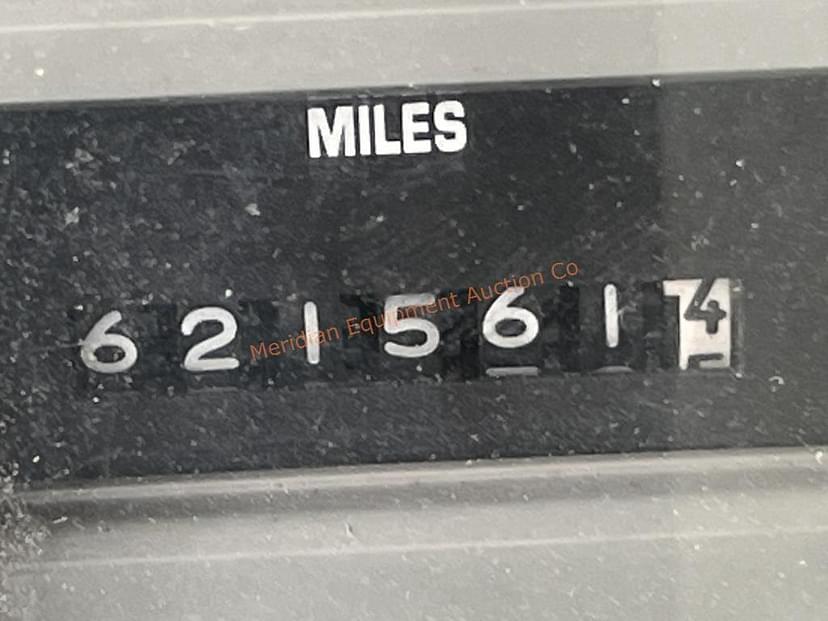 MILES
6215614
Meridian Equipment Auction Co